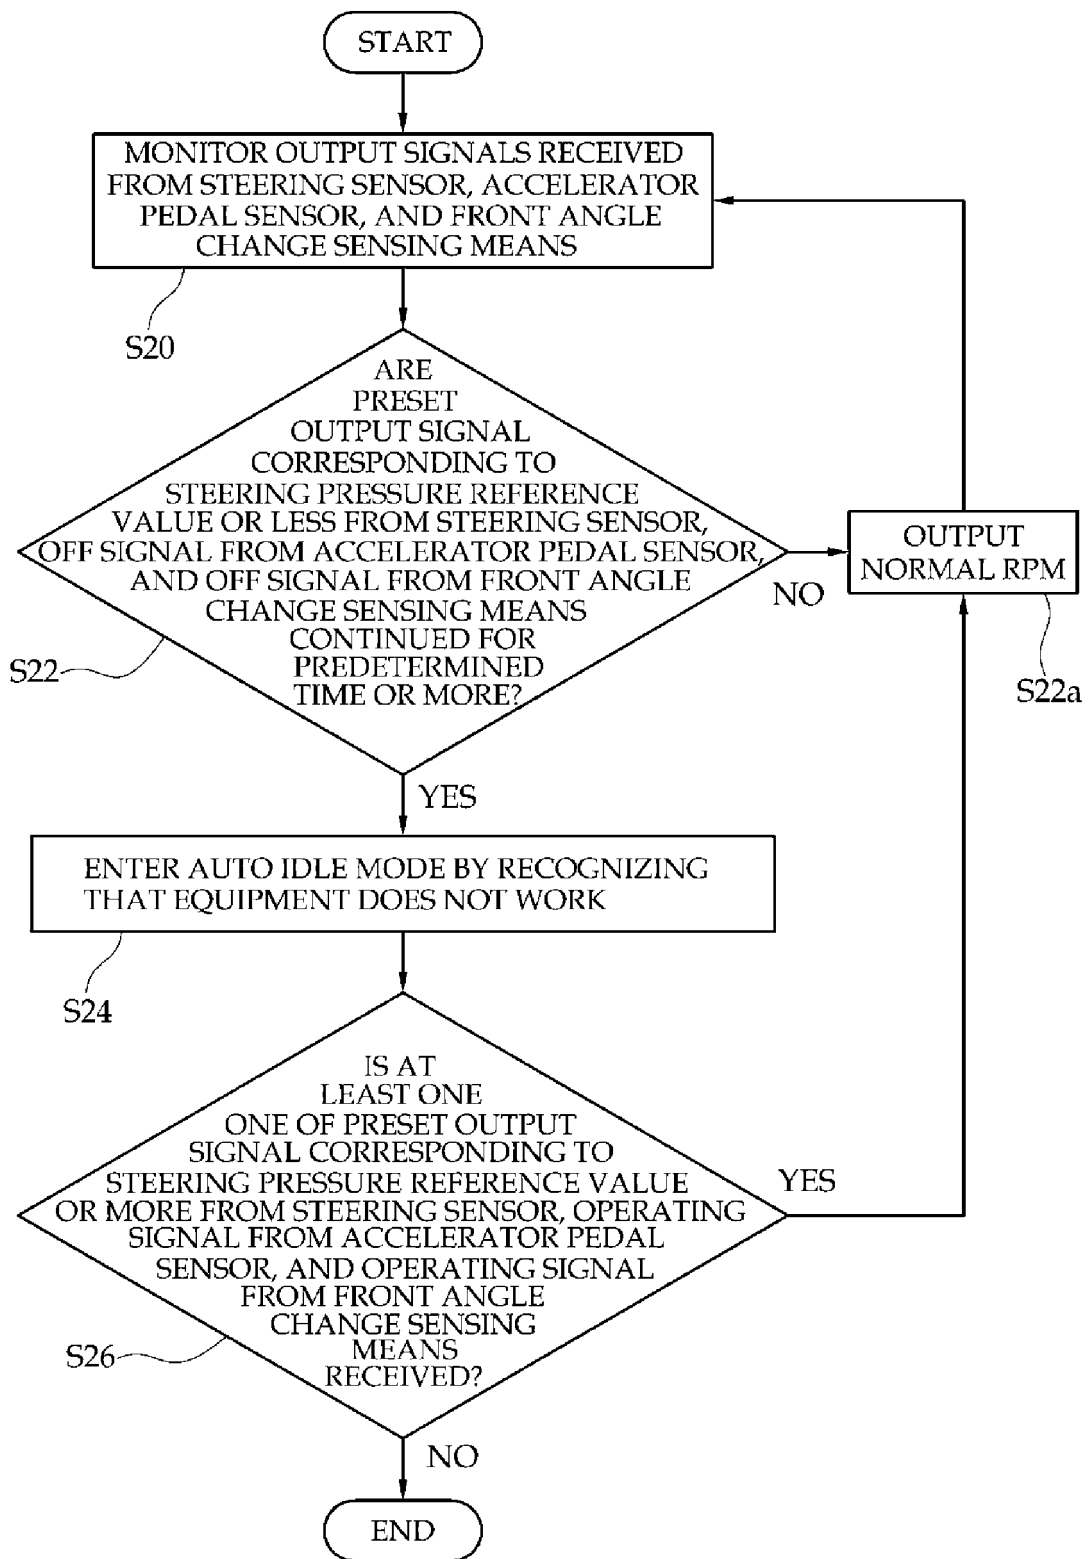 START
MONITOR OUTPUT SIGNALS RECEIVED
FROM STEERING SENSOR, ACCELERATOR
PEDAL SENSOR, AND FRONT ANGLE
CHANGE SENSING MEANS
S20
ARE
PRESET
OUTPUT SIGNAL
CORRESPONDING TO
STEERING PRESSURE REFERENCE
VALUE OR LESS FROM STEERING SENSOR,
OFF SIGNAL FROM ACCELERATOR PEDAL SENSOR,
AND OFF SIGNAL FROM FRONT ANGLE
CHANGE SENSING MEANS
CONTINUED FOR
PREDETERMINED
TIME OR MORE?
S22
NO
OUTPUT
NORMAL RPM
S22a
YES
ENTER AUTO IDLE MODE BY RECOGNIZING
THAT EQUIPMENT DOES NOT WORK
S24
IS AT
LEAST ONE
ONE OF PRESET OUTPUT
SIGNAL CORRESPONDING TO
STEERING PRESSURE REFERENCE VALUE
OR MORE FROM STEERING SENSOR, OPERATING
SIGNAL FROM ACCELERATOR PEDAL
SENSOR, AND OPERATING SIGNAL
FROM FRONT ANGLE
CHANGE SENSING
MEANS
RECEIVED?
YES
S26
NO
END